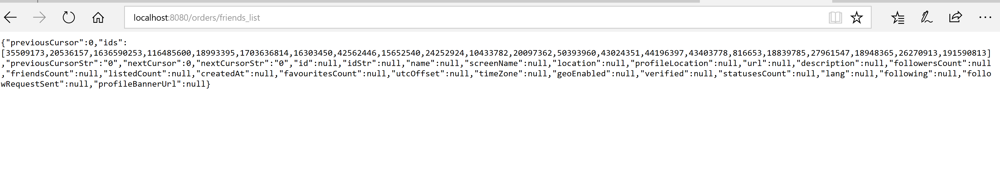 localhost:8080/orders/friends_list
{"previousCursor":0,"ids":
[35509173,20536157,1636590253,116485600,18993395,1703636814,16303450,42562446,15652540,24252924,10433782,20097362,50393960,43024351,44196397,43403778,816653,18839785,27961547,18948365,26270913,191590813]
,"previousCursorStr":"0","nextCursor":0,"nextCursorStr":"0","id":null,"idStr":null,"name":null,"screenName":null,"location":null,"profileLocation":null,"url":null,"description":null,"followersCount":null
,"friendsCount":null,"listedCount":null,"createdAt":null,"favouritesCount":null,"utcOffset":null,"timeZone":null,"geoEnabled":null,"verified":null,"statusesCount":null,"lang":null,"following":null,"follo
wRequestSent":null,"profileBannerUrl":null}